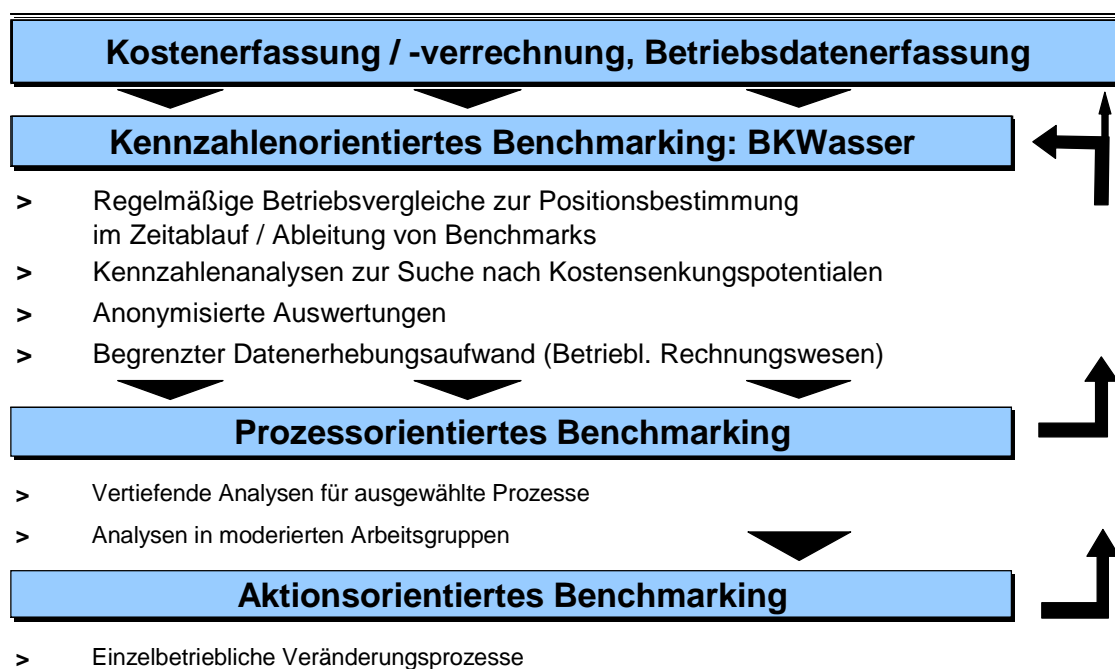 Kostenerfassung / -verrechnung, Betriebsdatenerfassung
Kennzahlenorientiertes Benchmarking: BKWasser
> Regelmäßige Betriebsvergleiche zur Positionsbestimmung
im Zeitablauf / Ableitung von Benchmarks
> Kennzahlenanalysen zur Suche nach Kostensenkungspotentialen
> Anonymisierte Auswertungen
> Begrenzter Datenerhebungsaufwand (Betriebl. Rechnungswesen)
Prozessorientiertes Benchmarking
> Vertiefende Analysen für ausgewählte Prozesse
> Analysen in moderierten Arbeitsgruppen
Aktionsorientiertes Benchmarking
> Einzelbetriebliche Veränderungsprozesse